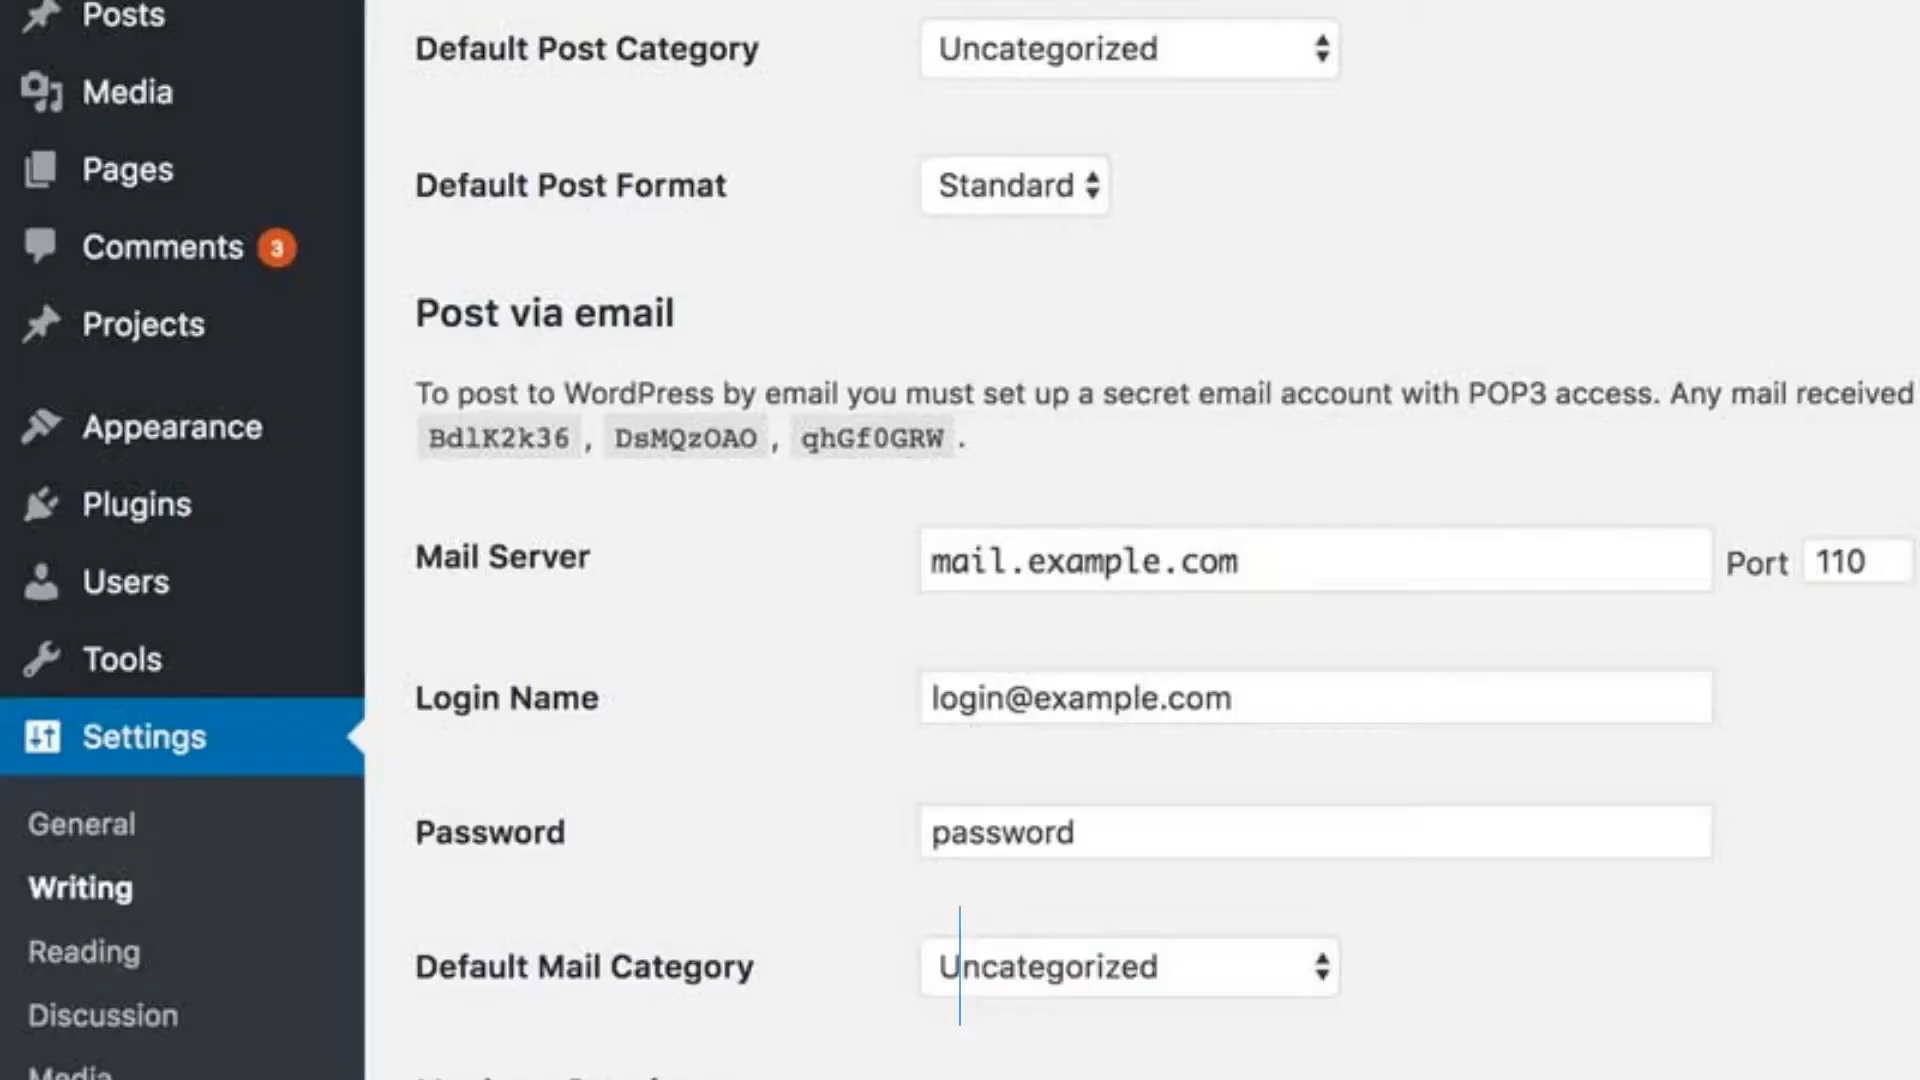 Posts
Media
Pages
Comments 3
Projects
Appearance
Plugins
Users
Tools
Settings
General
Writing
Reading
Discussion
Media
Default Post Category Uncategorized
Default Post Format Standard
Post via email
To post to WordPress by email you must set up a secret email account with POP3 access. Any mail received
BdlK2k36 , DsMQzOAO , qhGf0GRW .
Mail Server mail.example.com Port 110
Login Name login@example.com
Password password
Default Mail Category Uncategorized